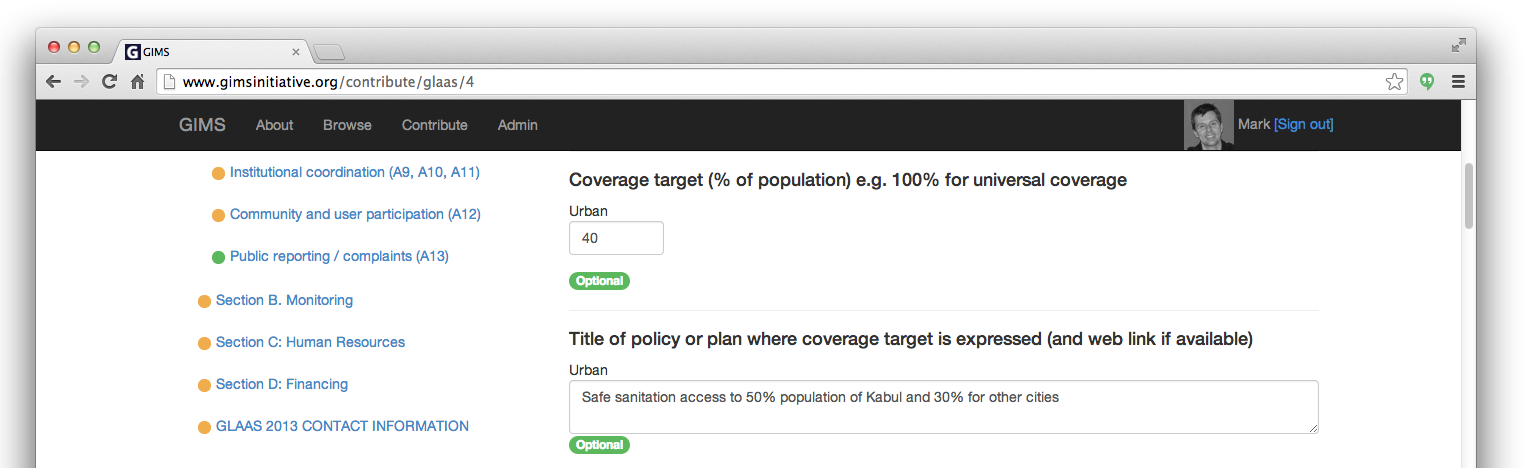 G GIMS
www.gimsinitiative.org/contribute/glaas/4
GIMS About Browse Contribute Admin Mark [Sign out]
Institutional coordination (A9, A10, A11)
Community and user participation (A12)
Public reporting / complaints (A13)
Section B. Monitoring
Section C: Human Resources
Section D: Financing
GLAAS 2013 CONTACT INFORMATION
Coverage target (% of population) e.g. 100% for universal coverage
Urban
40
Optional
Title of policy or plan where coverage target is expressed (and web link if available)
Urban
Safe sanitation access to 50% population of Kabul and 30% for other cities
Optional